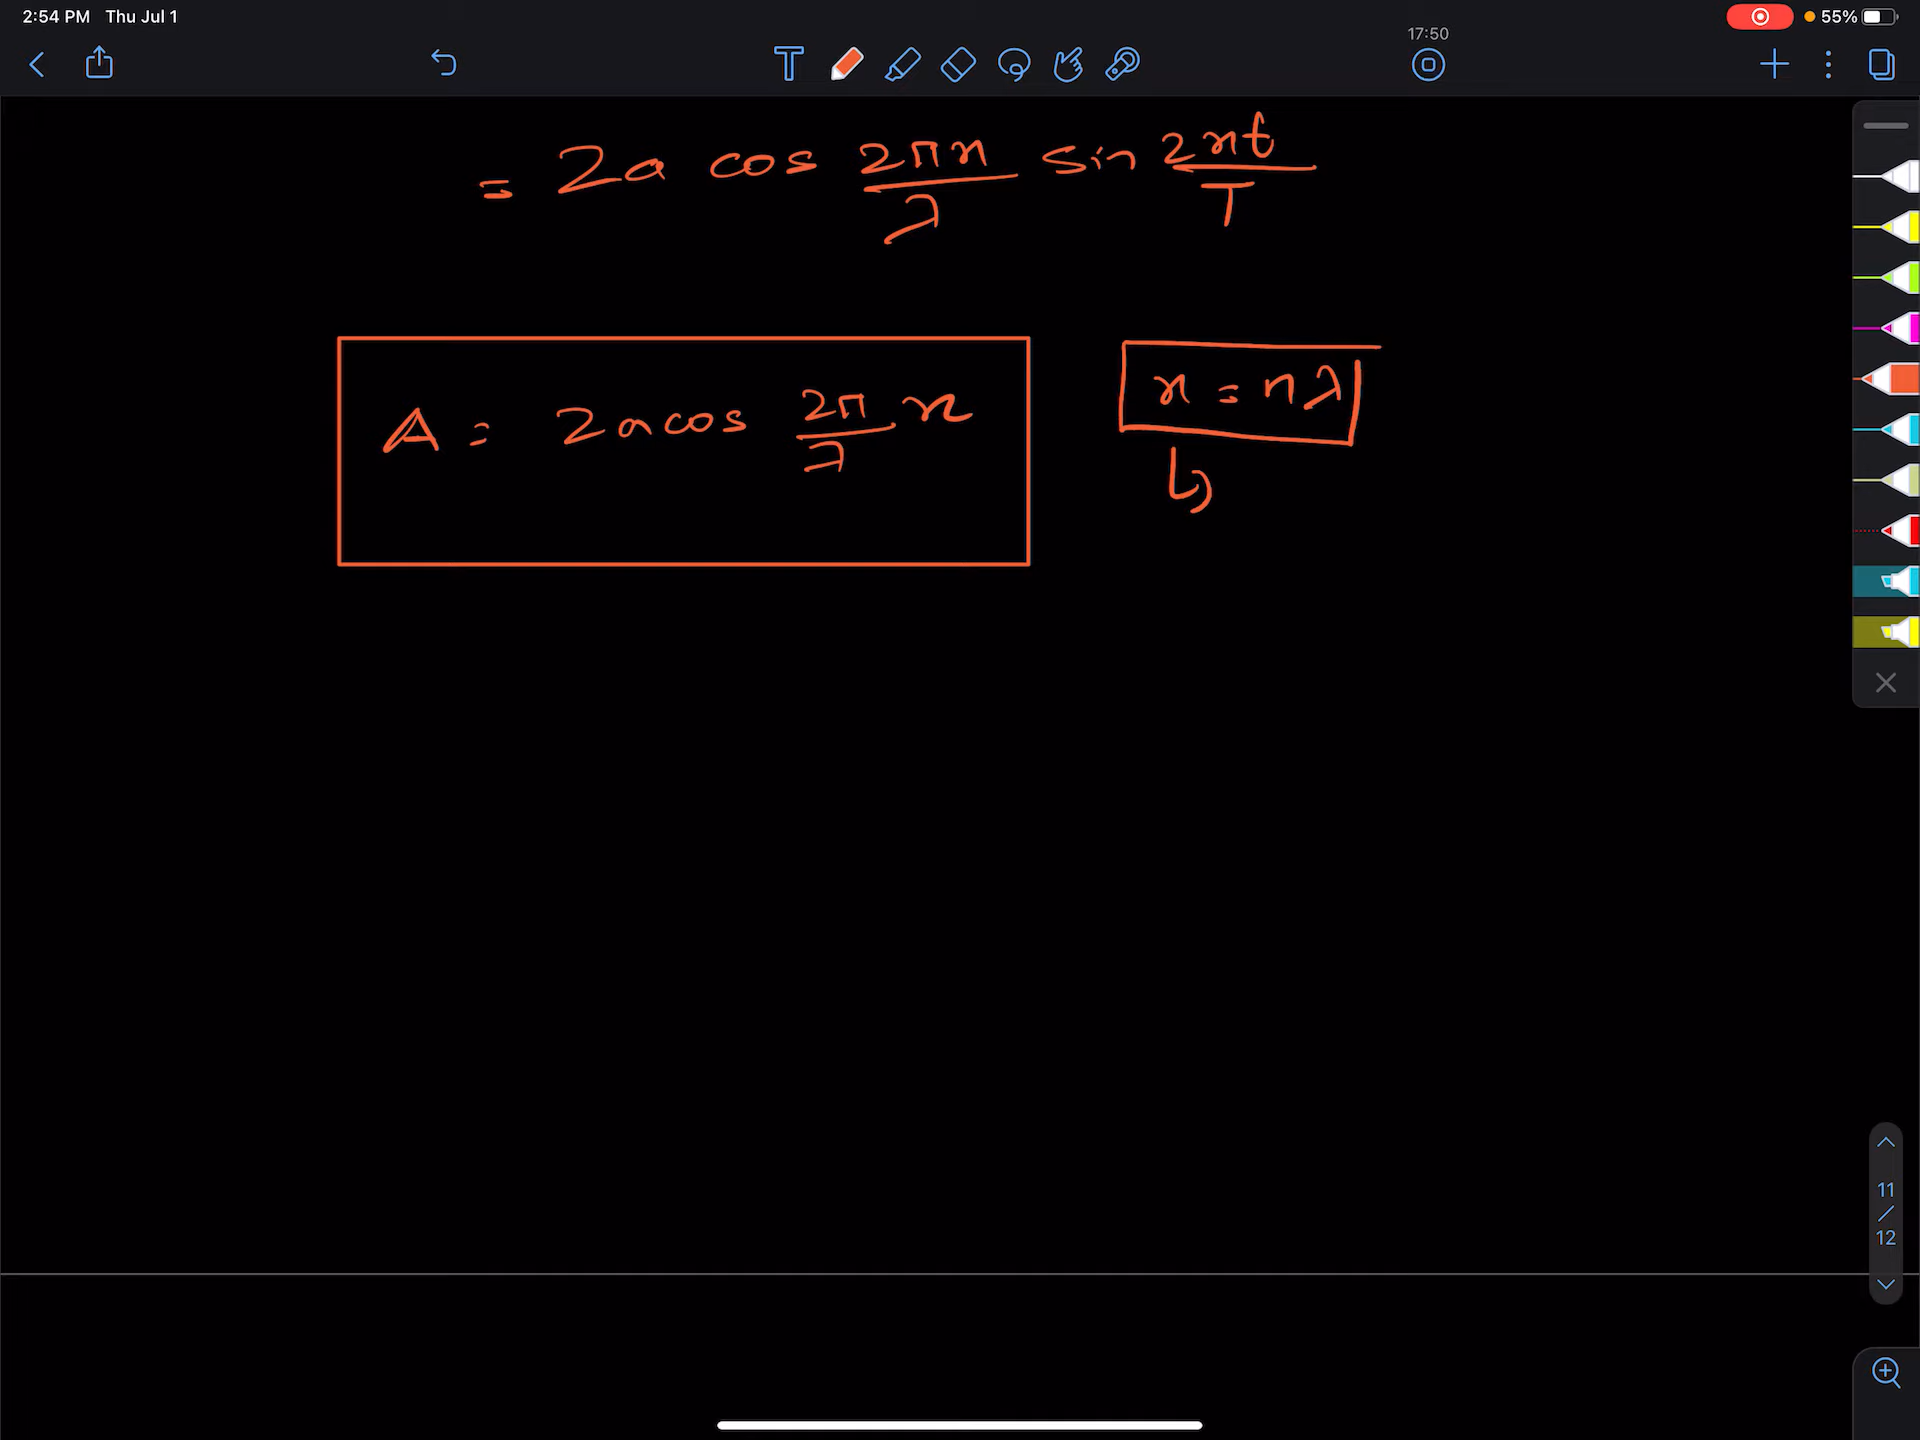 2:54 PM Thu Jul 1
55%
17:50
T
= 2a cos 2πx/λ sin 2πt/T
A = 2a cos 2π/λ x
x = nλ
11
/
12